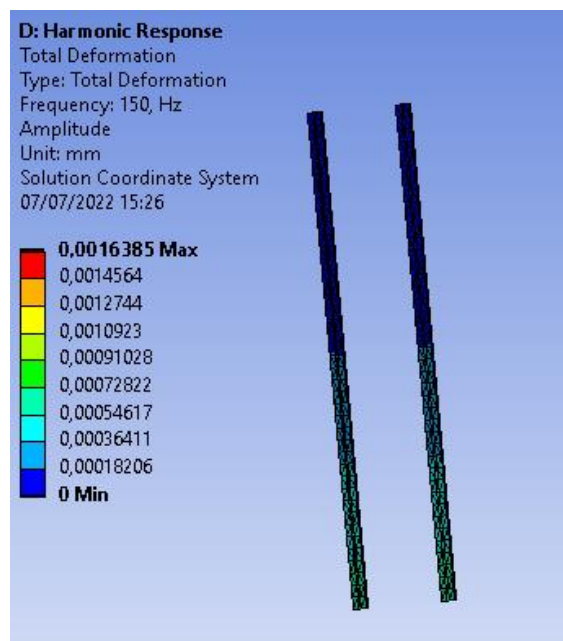 D: Harmonic Response
Total Deformation
Type: Total Deformation
Frequency: 150, Hz
Amplitude
Unit: mm
Solution Coordinate System
07/07/2022 15:26
0,0016385 Max
0,0014564
0,0012744
0,0010923
0,00091028
0,00072822
0,00054617
0,00036411
0,00018206
0 Min